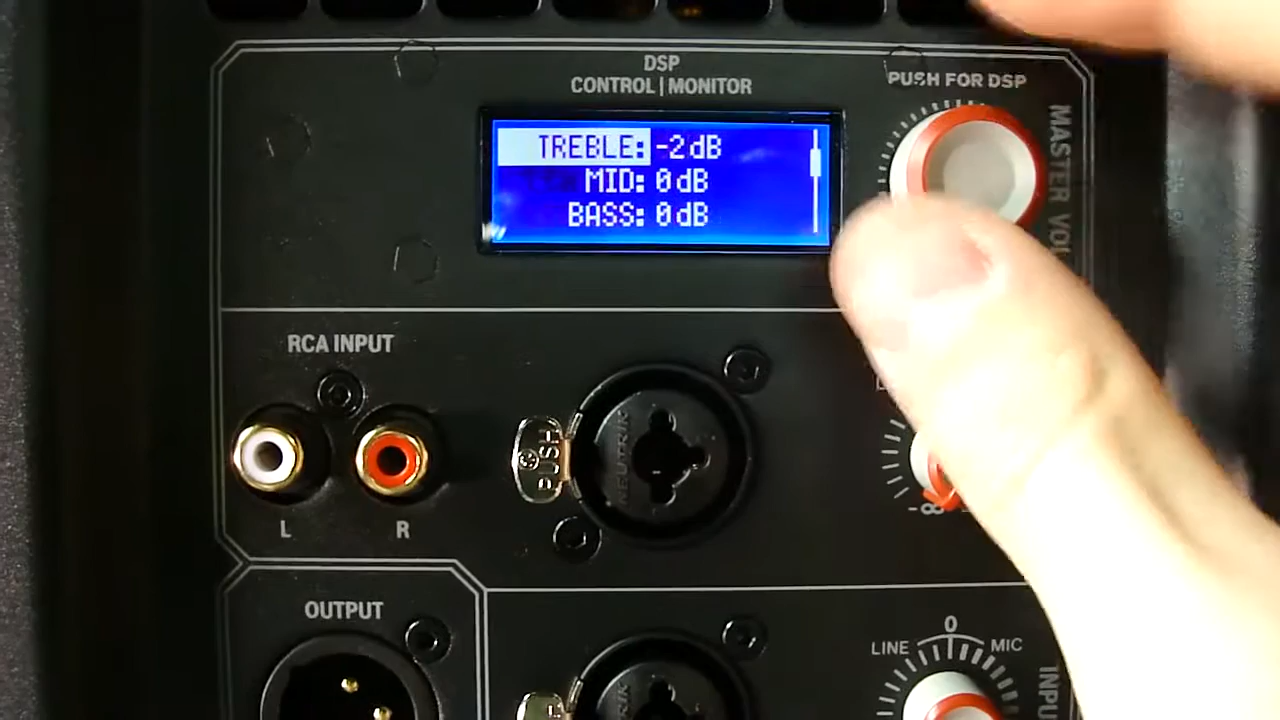 DSP
CONTROL | MONITOR
PUSH FOR DSP
MASTER VOL
TREBLE: -2dB
MID: 0dB
BASS: 0dB
RCA INPUT
PUSH
NEUTRIK
L
R
-∞
OUTPUT
0
LINE
MIC
INPU